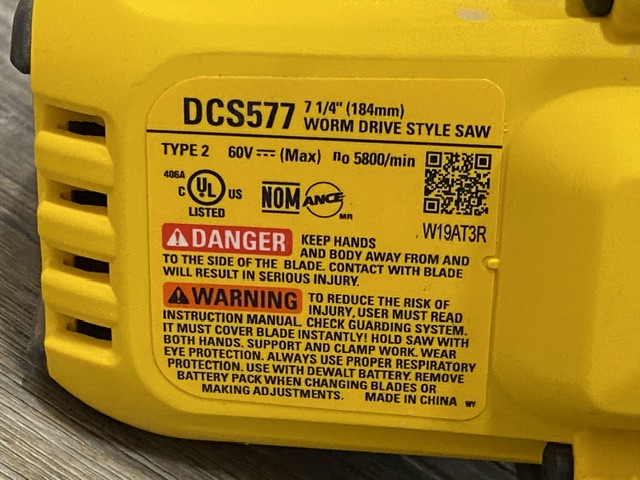 DCS577 7 1/4" (184mm)
WORM DRIVE STYLE SAW
TYPE 2 60V⎓(Max) n₀ 5800/min
406A
C UL US
LISTED
NOM ANCE
MR
W19AT3R
⚠DANGER KEEP HANDS
AND BODY AWAY FROM AND
TO THE SIDE OF THE BLADE. CONTACT WITH BLADE
WILL RESULT IN SERIOUS INJURY.
⚠WARNING TO REDUCE THE RISK OF
INJURY, USER MUST READ
INSTRUCTION MANUAL. CHECK GUARDING SYSTEM.
IT MUST COVER BLADE INSTANTLY! HOLD SAW WITH
BOTH HANDS. SUPPORT AND CLAMP WORK. WEAR
EYE PROTECTION. ALWAYS USE PROPER RESPIRATORY
PROTECTION. USE WITH DEWALT BATTERY. REMOVE
BATTERY PACK WHEN CHANGING BLADES OR
MAKING ADJUSTMENTS. MADE IN CHINA WY